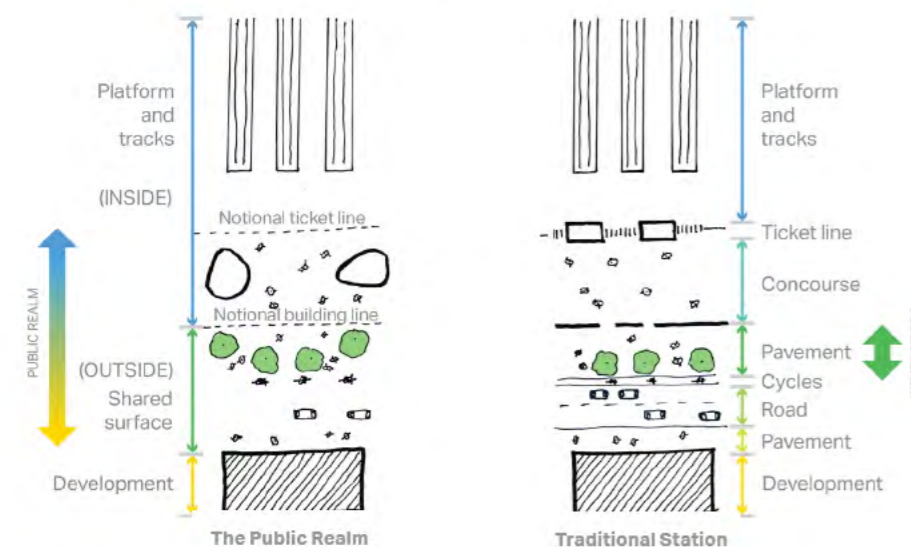 Platform
and
tracks
(INSIDE)
Notional ticket line
Notional building line
PUBLIC REALM
(OUTSIDE)
Shared
surface
Development
The Public Realm
Platform
and
tracks
Ticket line
Concourse
Pavement
Cycles
Road
Pavement
Development
Traditional Station